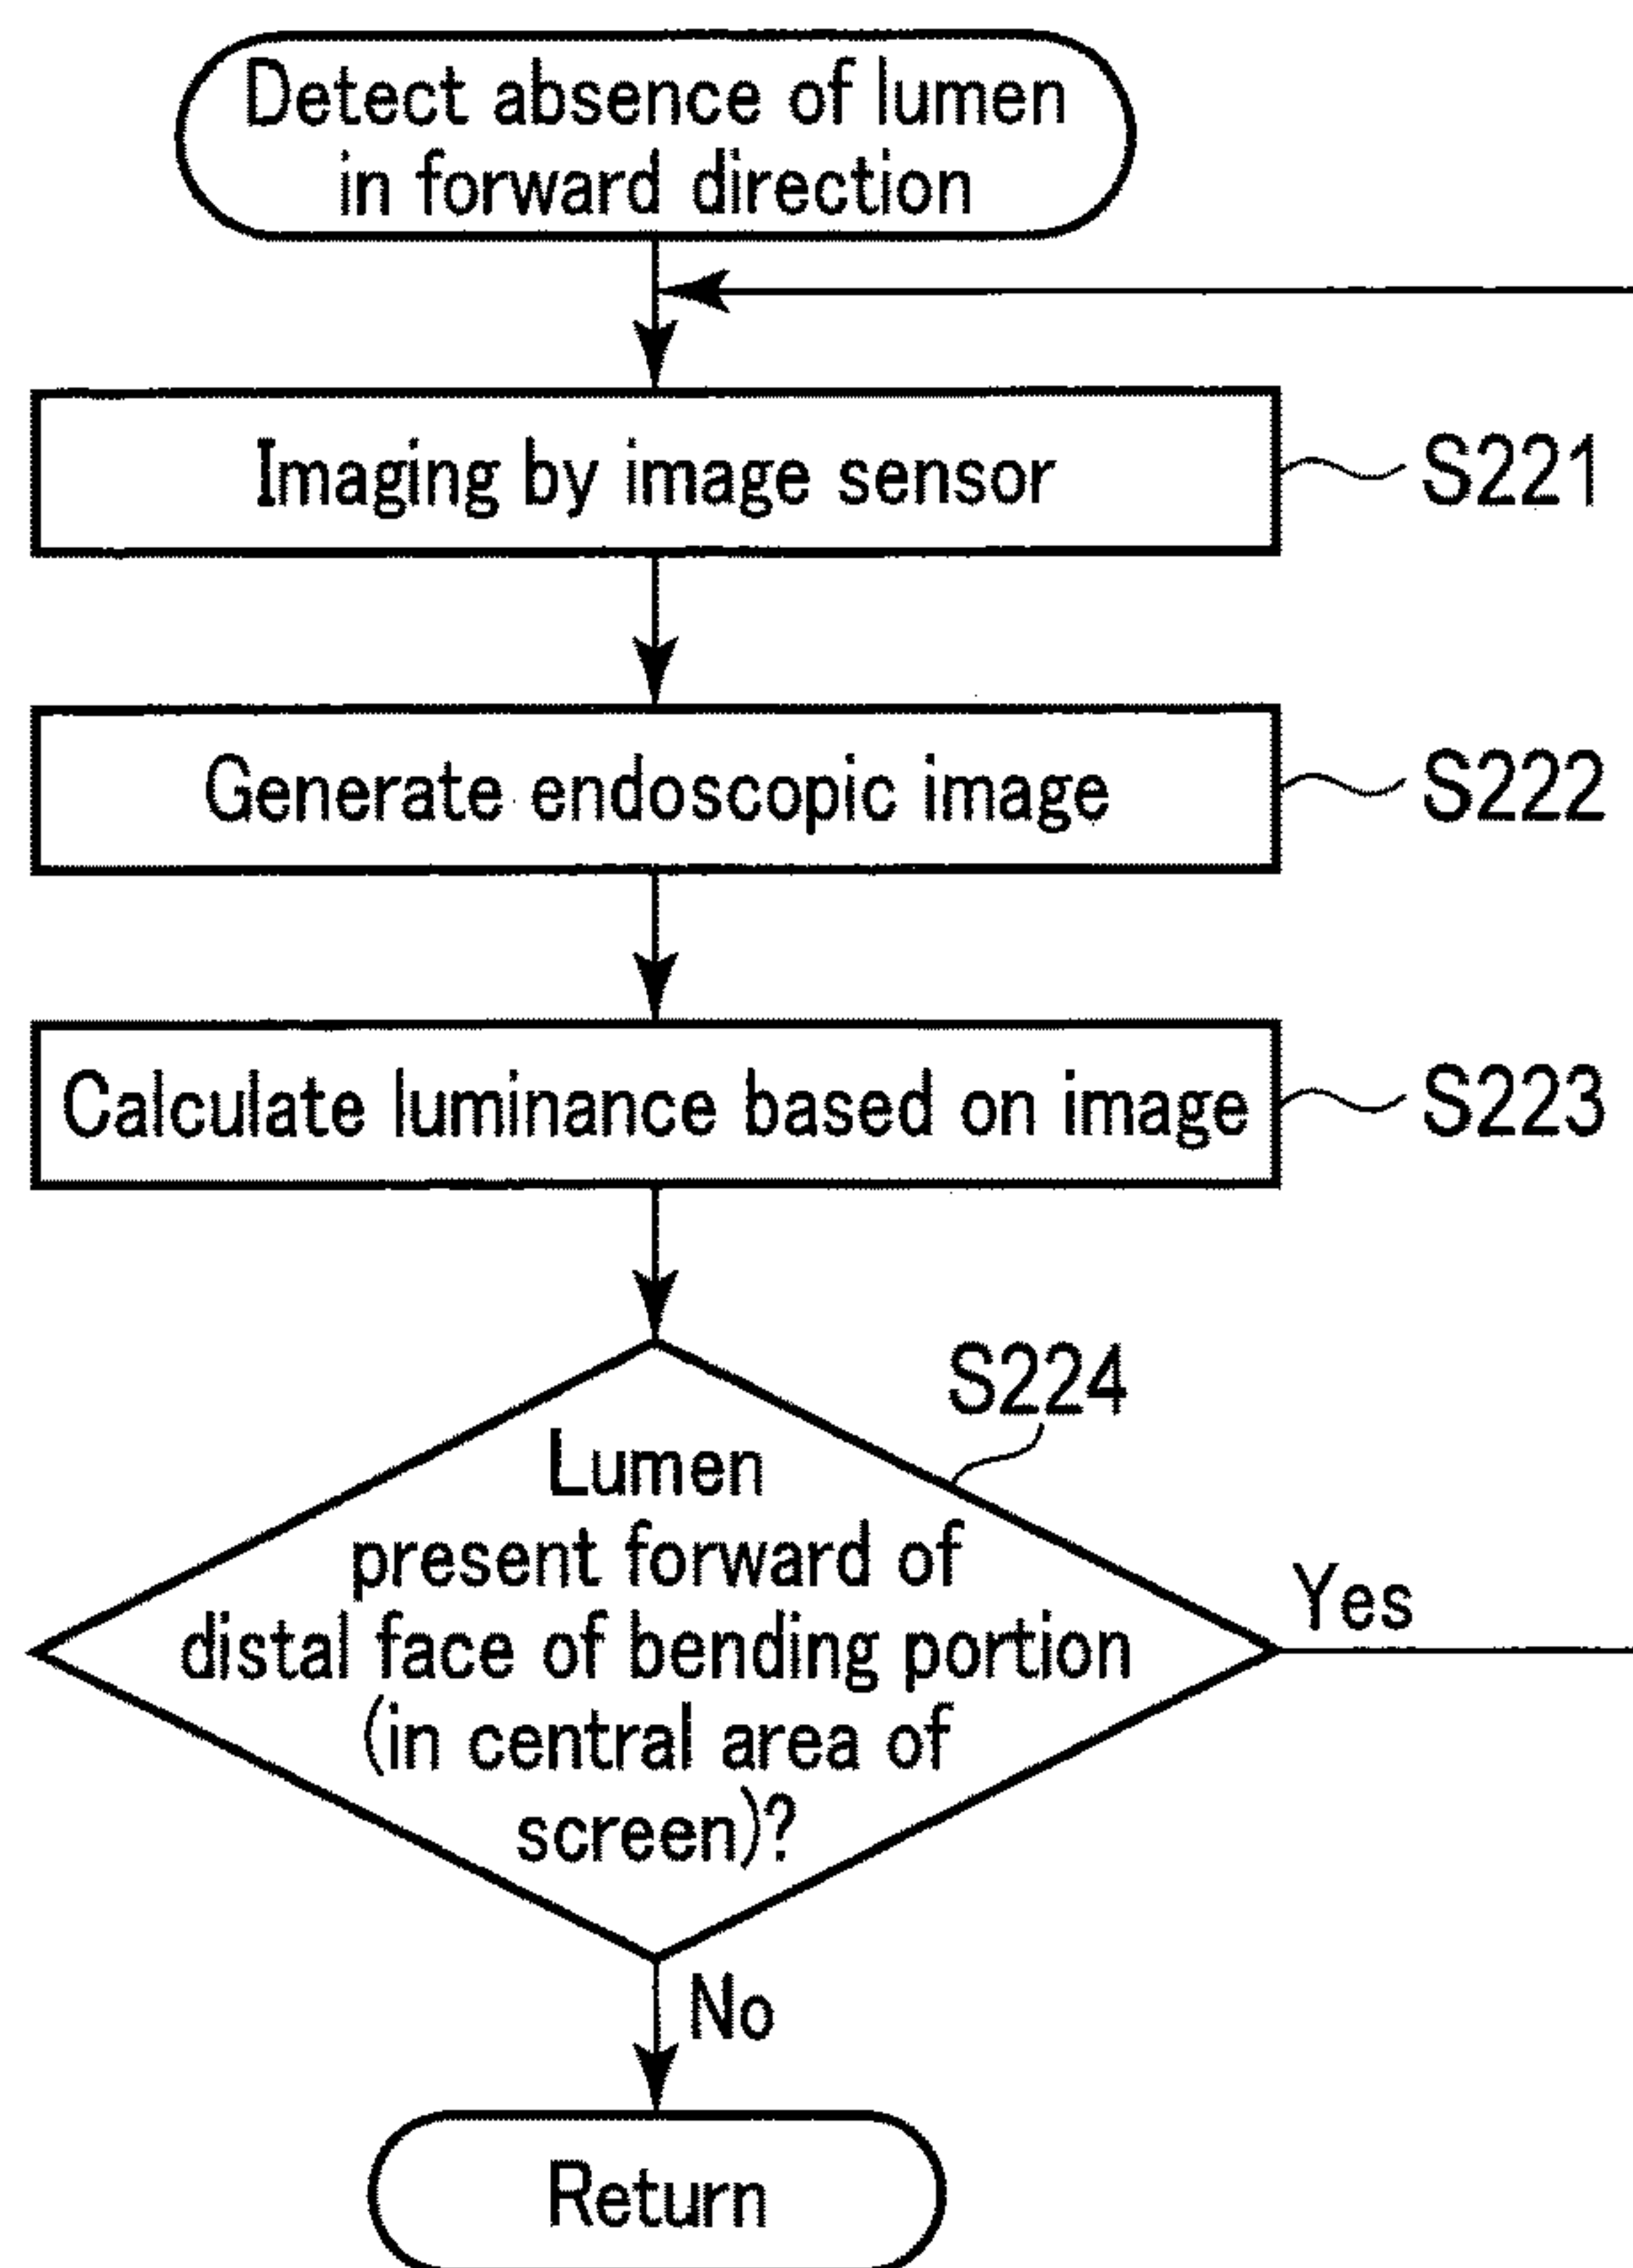 Detect absence of lumen
in forward direction
Imaging by image sensor
S221
Generate endoscopic image
S222
Calculate luminance based on image
S223
S224
Lumen
present forward of
distal face of bending portion
(in central area of
screen)?
Yes
No
Return